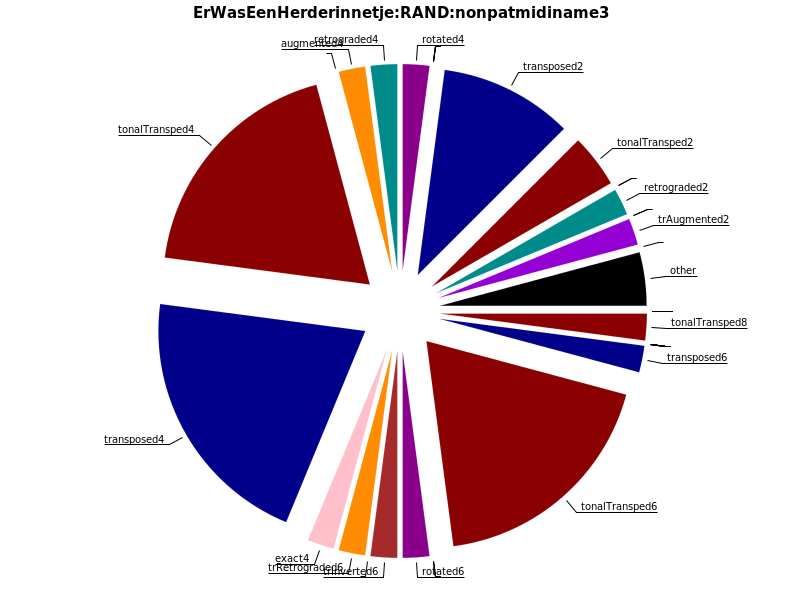 ErWasEenHerderinnetje:RAND:nonpatmidiname3
augmented4
retrograded4
rotated4
transposed2
tonalTransped4
tonalTransped2
retrograded2
trAugmented2
other
tonalTransped8
transposed6
transposed4
tonalTransped6
exact4
trRetrograded6
trInverted6
rotated6